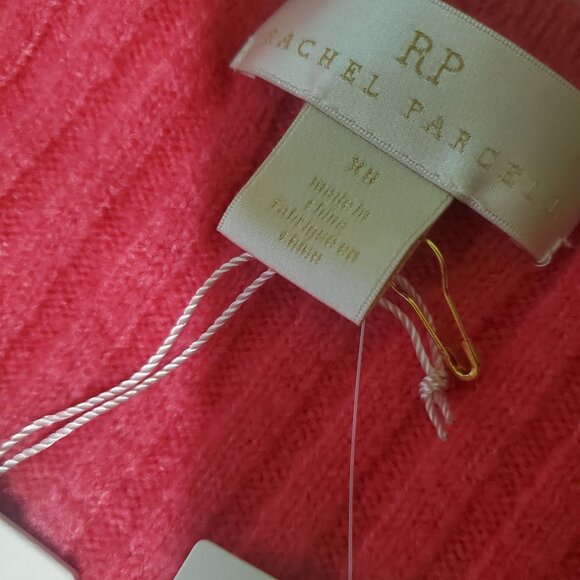 RP
RACHEL PARCELL
made in
china
fabriqué en
chine